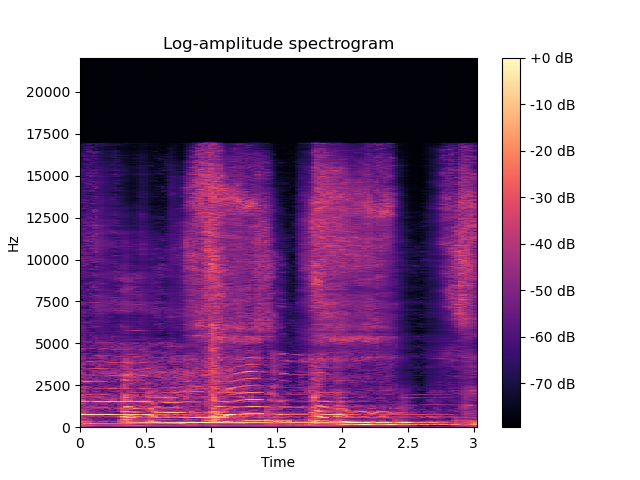 Log-amplitude spectrogram
Hz
20000
17500
15000
12500
10000
7500
5000
2500
0
0 0.5 1 1.5 2 2.5 3
Time
+0 dB
-10 dB
-20 dB
-30 dB
-40 dB
-50 dB
-60 dB
-70 dB